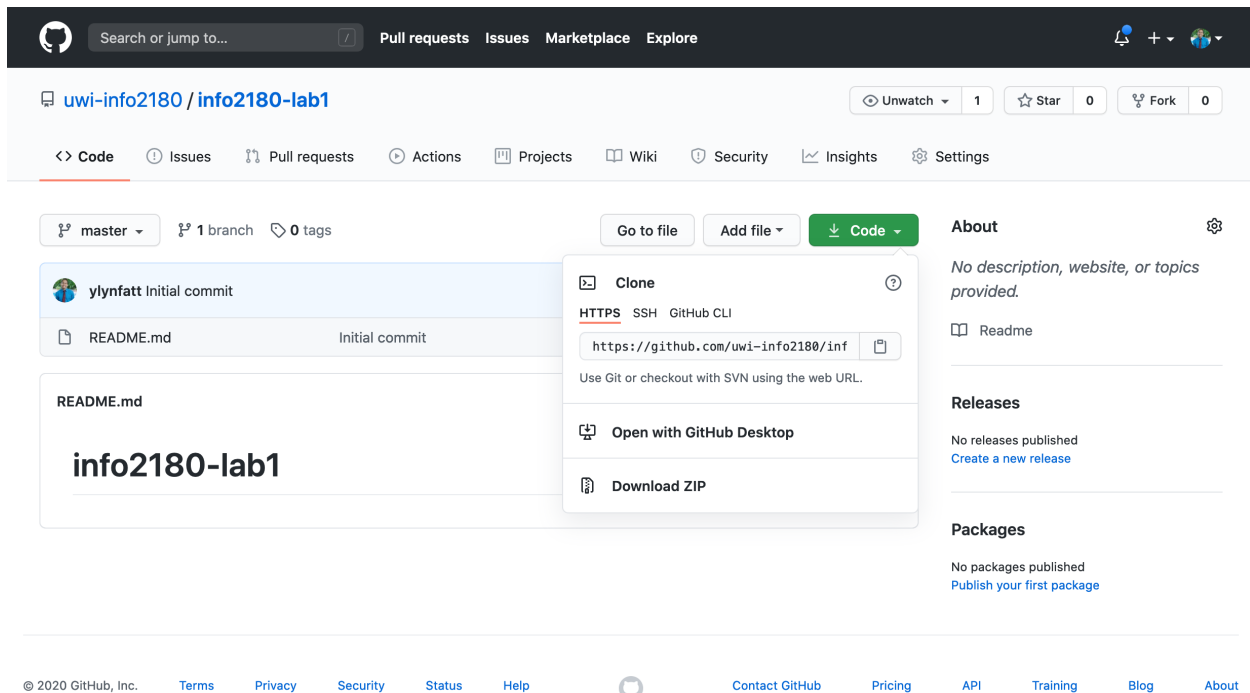 Search or jump to... / Pull requests Issues Marketplace Explore
uwi-info2180 / info2180-lab1 Unwatch 1 Star 0 Fork 0
Code Issues Pull requests Actions Projects Wiki Security Insights Settings
master 1 branch 0 tags Go to file Add file Code
ylynfatt Initial commit
README.md Initial commit
README.md
info2180-lab1
Clone
HTTPS SSH GitHub CLI
https://github.com/uwi-info2180/inf
Use Git or checkout with SVN using the web URL.
Open with GitHub Desktop
Download ZIP
About
No description, website, or topics
provided.
Readme
Releases
No releases published
Create a new release
Packages
No packages published
Publish your first package
© 2020 GitHub, Inc. Terms Privacy Security Status Help Contact GitHub Pricing API Training Blog About